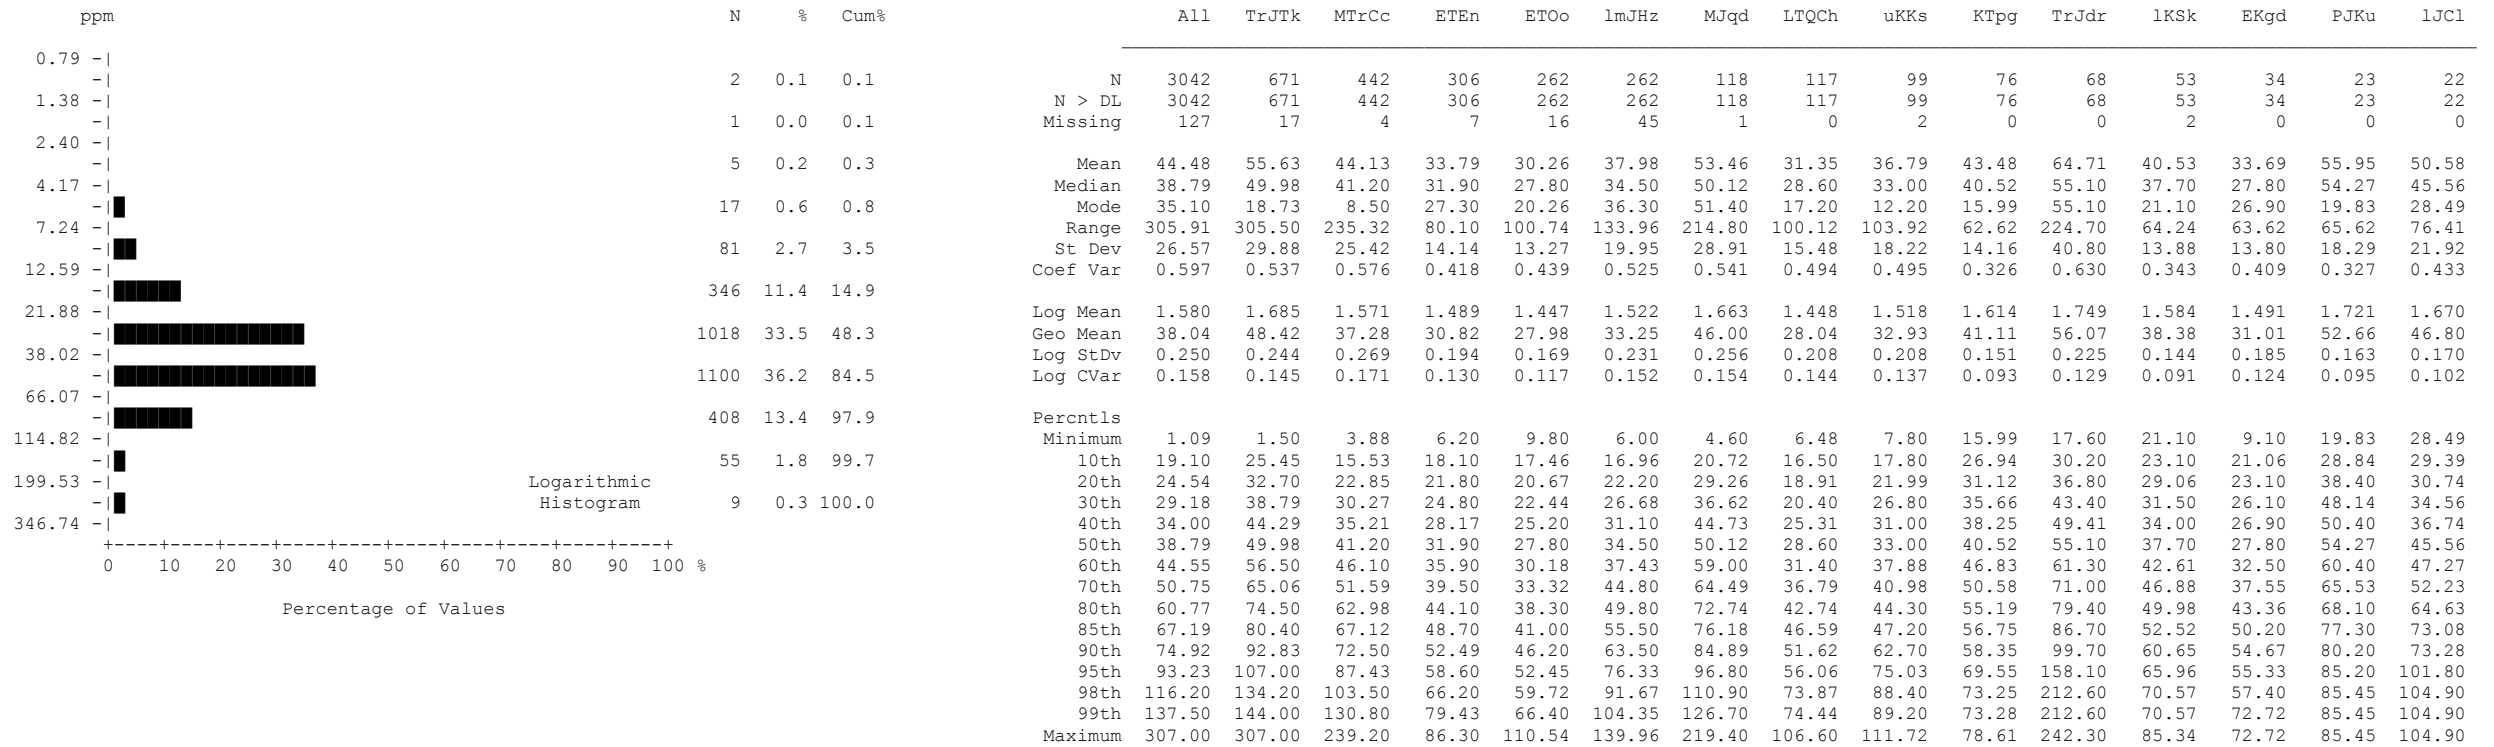 ppm N % Cum% All TrJTk MTrCc ETEn ETOo lmJHz MJqd LTQCh uKKs KTpg TrJdr lKSk EKgd PJKu lJCl
0.79 -|
-| 2 0.1 0.1 N 3042 671 442 306 262 262 118 117 99 76 68 53 34 23 22
1.38 -| N > DL 3042 671 442 306 262 262 118 117 99 76 68 53 34 23 22
-| 1 0.0 0.1 Missing 127 17 4 7 16 45 1 0 2 0 0 2 0 0 0
2.40 -|
-| 5 0.2 0.3 Mean 44.48 55.63 44.13 33.79 30.26 37.98 53.46 31.35 36.79 43.48 64.71 40.53 33.69 55.95 50.58
4.17 -| Median 38.79 49.98 41.20 31.90 27.80 34.50 50.12 28.60 33.00 40.52 55.10 37.70 27.80 54.27 45.56
-| 17 0.6 0.8 Mode 35.10 18.73 8.50 27.30 20.26 36.30 51.40 17.20 12.20 15.99 55.10 21.10 26.90 19.83 28.49
7.24 -| Range 305.91 305.50 235.32 80.10 100.74 133.96 214.80 100.12 103.92 62.62 224.70 64.24 63.62 65.62 76.41
-| 81 2.7 3.5 St Dev 26.57 29.88 25.42 14.14 13.27 19.95 28.91 15.48 18.22 14.16 40.80 13.88 13.80 18.29 21.92
12.59 -| Coef Var 0.597 0.537 0.576 0.418 0.439 0.525 0.541 0.494 0.495 0.326 0.630 0.343 0.409 0.327 0.433
-| 346 11.4 14.9
21.88 -| Log Mean 1.580 1.685 1.571 1.489 1.447 1.522 1.663 1.448 1.518 1.614 1.749 1.584 1.491 1.721 1.670
-| 1018 33.5 48.3 Geo Mean 38.04 48.42 37.28 30.82 27.98 33.25 46.00 28.04 32.93 41.11 56.07 38.38 31.01 52.66 46.80
38.02 -| Log StDv 0.250 0.244 0.269 0.194 0.169 0.231 0.256 0.208 0.208 0.151 0.225 0.144 0.185 0.163 0.170
-| 1100 36.2 84.5 Log CVar 0.158 0.145 0.171 0.130 0.117 0.152 0.154 0.144 0.137 0.093 0.129 0.091 0.124 0.095 0.102
66.07 -|
-| 408 13.4 97.9 Percntls
114.82 -| Minimum 1.09 1.50 3.88 6.20 9.80 6.00 4.60 6.48 7.80 15.99 17.60 21.10 9.10 19.83 28.49
-| 55 1.8 99.7 10th 19.10 25.45 15.53 18.10 17.46 16.96 20.72 16.50 17.80 26.94 30.20 23.10 21.06 28.84 29.39
199.53 -| Logarithmic 20th 24.54 32.70 22.85 21.80 20.67 22.20 29.26 18.91 21.99 31.12 36.80 29.06 23.10 38.40 30.74
-| Histogram 9 0.3 100.0 30th 29.18 38.79 30.27 24.80 22.44 26.68 36.62 20.40 26.80 35.66 43.40 31.50 26.10 48.14 34.56
346.74 -| 40th 34.00 44.29 35.21 28.17 25.20 31.10 44.73 25.31 31.00 38.25 49.41 34.00 26.90 50.40 36.74
+----+----+----+----+----+----+----+----+----+----+ 50th 38.79 49.98 41.20 31.90 27.80 34.50 50.12 28.60 33.00 40.52 55.10 37.70 27.80 54.27 45.56
0 10 20 30 40 50 60 70 80 90 100 % 60th 44.55 56.50 46.10 35.90 30.18 37.43 59.00 31.40 37.88 46.83 61.30 42.61 32.50 60.40 47.27
70th 50.75 65.06 51.59 39.50 33.32 44.80 64.49 36.79 40.98 50.58 71.00 46.88 37.55 65.53 52.23
Percentage of Values 80th 60.77 74.50 62.98 44.10 38.30 49.80 72.74 42.74 44.30 55.19 79.40 49.98 43.36 68.10 64.63
85th 67.19 80.40 67.12 48.70 41.00 55.50 76.18 46.59 47.20 56.75 86.70 52.52 50.20 77.30 73.08
90th 74.92 92.83 72.50 52.49 46.20 63.50 84.89 51.62 62.70 58.35 99.70 60.65 54.67 80.20 73.28
95th 93.23 107.00 87.43 58.60 52.45 76.33 96.80 56.06 75.03 69.55 158.10 65.96 55.33 85.20 101.80
98th 116.20 134.20 103.50 66.20 59.72 91.67 110.90 73.87 88.40 73.25 212.60 70.57 57.40 85.45 104.90
99th 137.50 144.00 130.80 79.43 66.40 104.35 126.70 74.44 89.20 73.28 212.60 70.57 72.72 85.45 104.90
Maximum 307.00 307.00 239.20 86.30 110.54 139.96 219.40 106.60 111.72 78.61 242.30 85.34 72.72 85.45 104.90